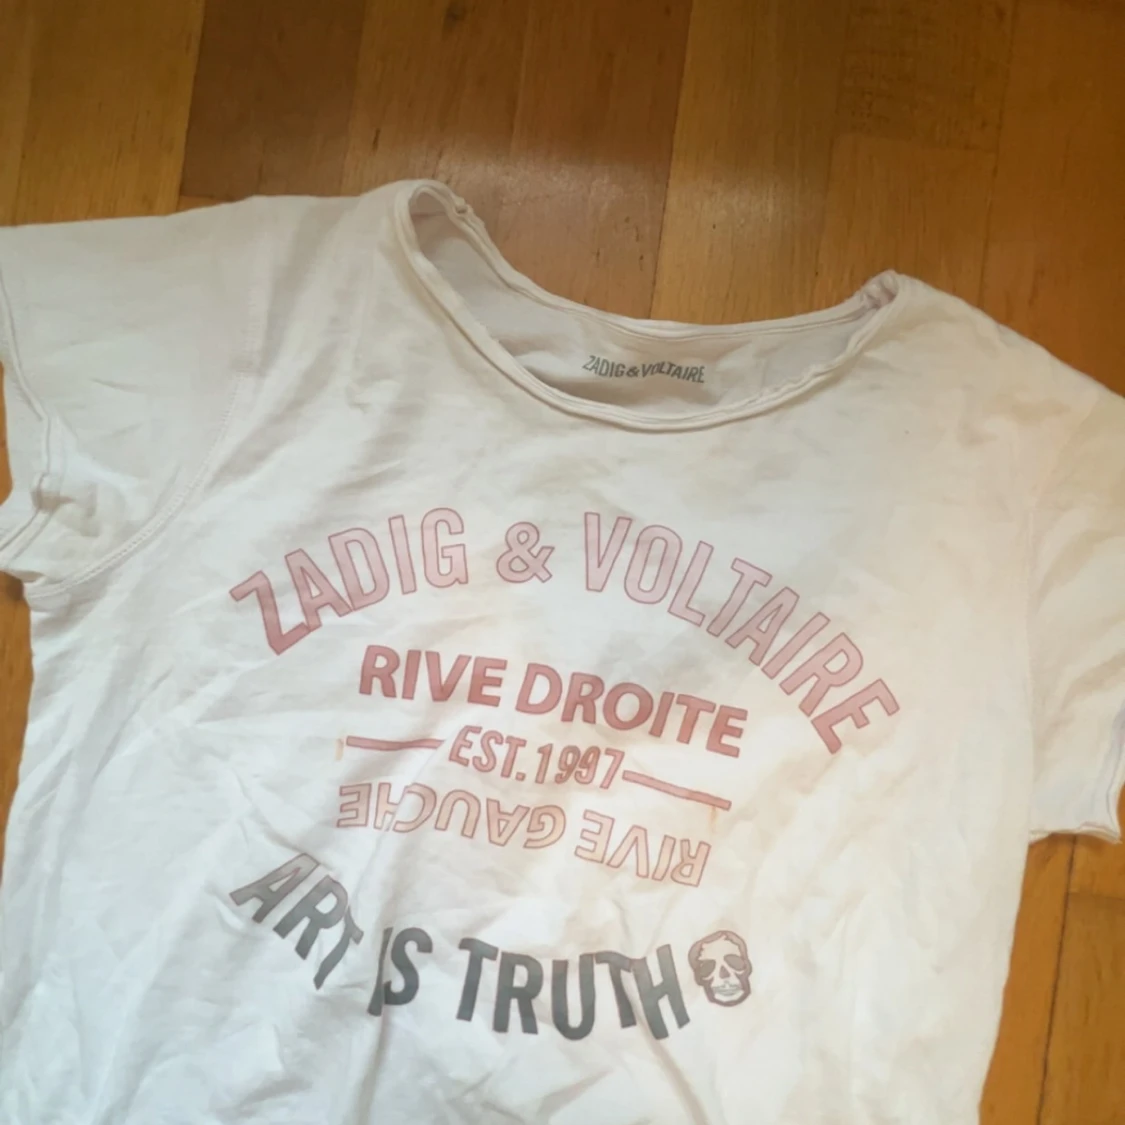 ZADIG & VOLTAIRE
ZADIG & VOLTAIRE
RIVE DROITE
EST. 1997
RIVE GAUCHE
ART IS TRUTH